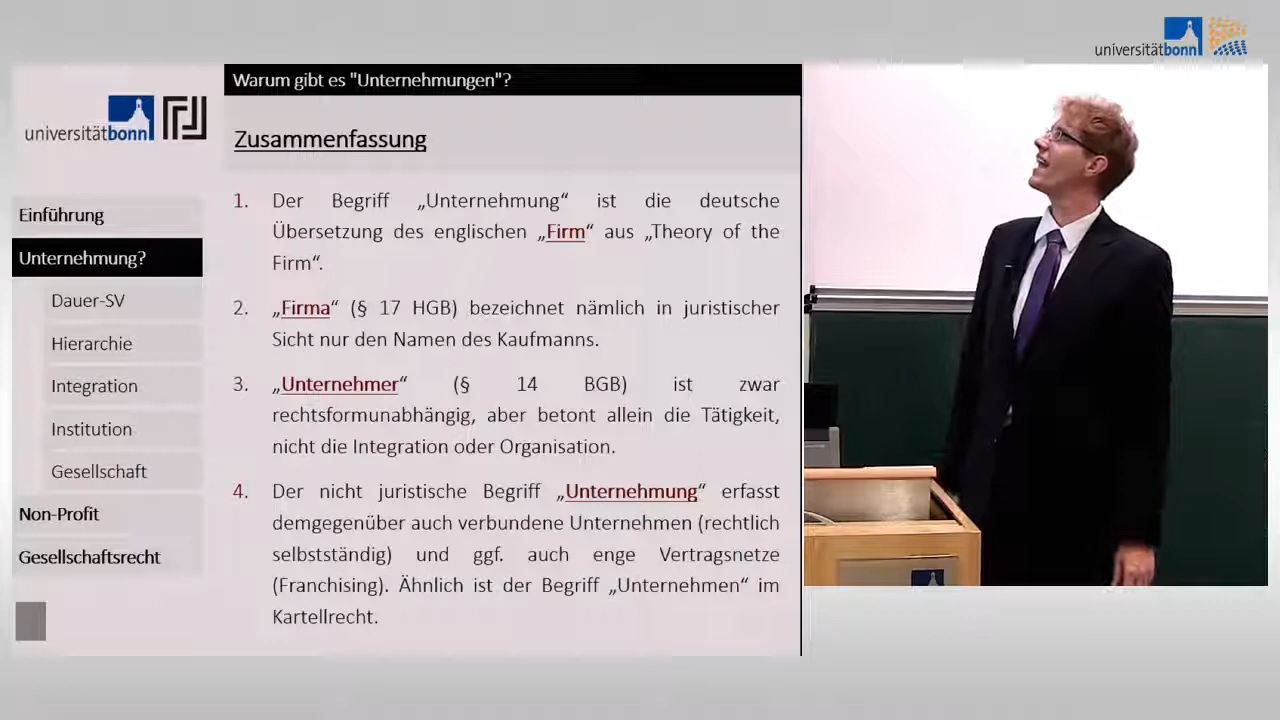 universitätbonn
Warum gibt es "Unternehmungen"?
universitätbonn
Zusammenfassung
Einführung
Unternehmung?
Dauer-SV
Hierarchie
Integration
Institution
Gesellschaft
Non-Profit
Gesellschaftsrecht
1. Der Begriff „Unternehmung“ ist die deutsche
Übersetzung des englischen „Firm“ aus „Theory of the
Firm“.
2. „Firma“ (§ 17 HGB) bezeichnet nämlich in juristischer
Sicht nur den Namen des Kaufmanns.
3. „Unternehmer“ (§ 14 BGB) ist zwar
rechtsformunabhängig, aber betont allein die Tätigkeit,
nicht die Integration oder Organisation.
4. Der nicht juristische Begriff „Unternehmung“ erfasst
demgegenüber auch verbundene Unternehmen (rechtlich
selbstständig) und ggf. auch enge Vertragsnetze
(Franchising). Ähnlich ist der Begriff „Unternehmen“ im
Kartellrecht.